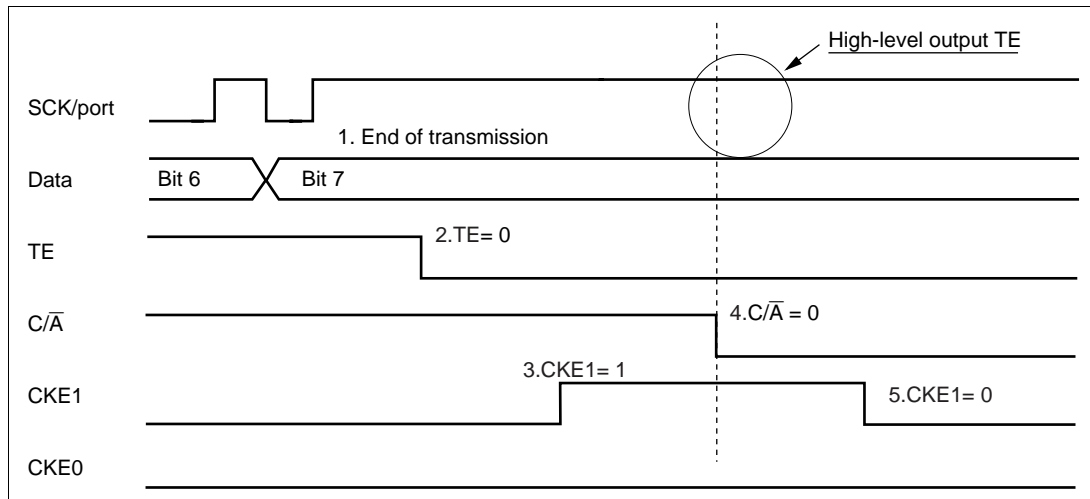 High-level output TE
SCK/port
1. End of transmission
Data
Bit 6
Bit 7
TE
2.TE= 0
C/A̅
4.C/A̅ = 0
3.CKE1= 1
CKE1
5.CKE1= 0
CKE0